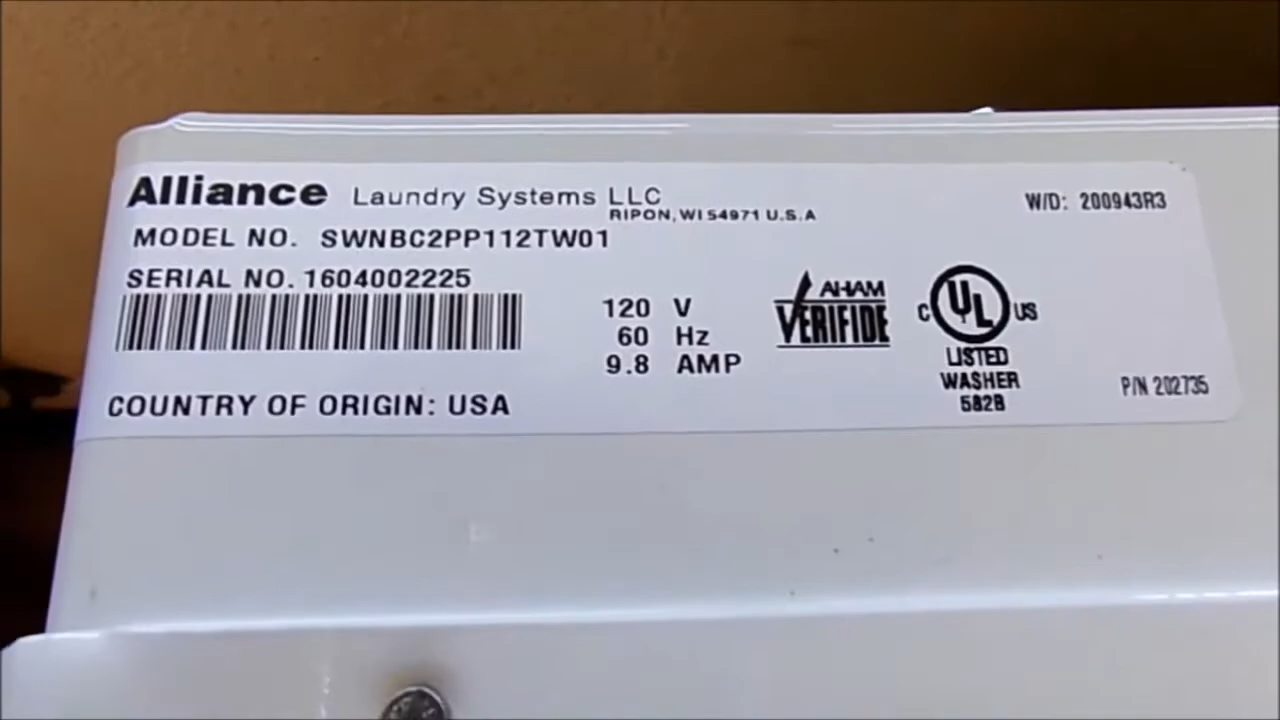 Alliance Laundry Systems LLC
RIPON, WI 54971 U.S.A
W/D: 200943R3
MODEL NO. SWNBC2PP112TW01
SERIAL NO. 1604002225
120 V
60 Hz
9.8 AMP
AHAM
VERIFIDE
C UL US
LISTED
WASHER
582B
P/N 202735
COUNTRY OF ORIGIN: USA